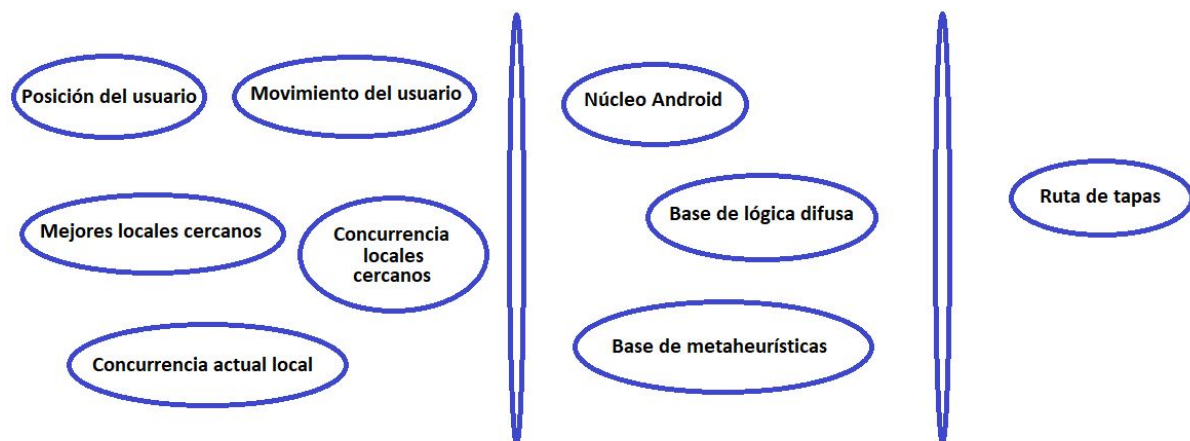 Posición del usuario
Movimiento del usuario
Mejores locales cercanos
Concurrencia
locales
cercanos
Concurrencia actual local
Núcleo Android
Base de lógica difusa
Base de metaheurísticas
Ruta de tapas